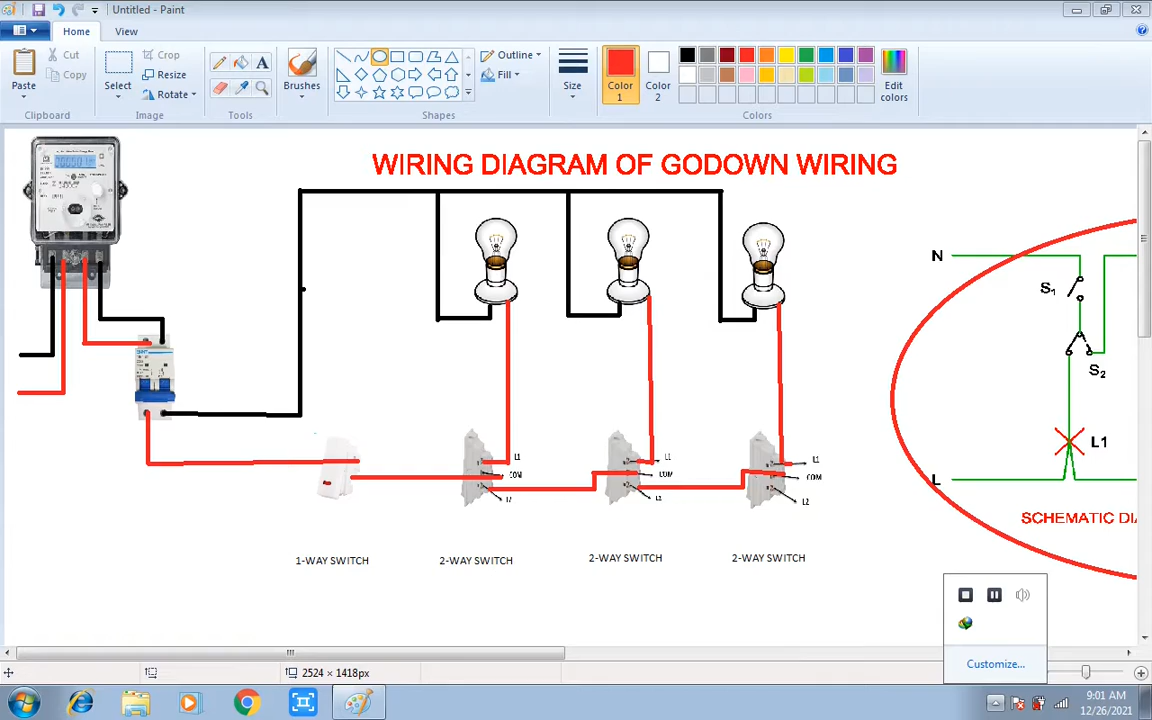 Untitled - Paint
Home
View
Cut
Copy
Paste
Clipboard
Crop
Resize
Rotate
Select
Image
A
Tools
Brushes
Outline
Fill
Shapes
Size
Color
1
Color
2
Edit
colors
Colors
WIRING DIAGRAM OF GODOWN WIRING
N
S1
S2
L1
L
SCHEMATIC DIA
L1
COM
L2
L1
COM
L2
L1
COM
L2
1-WAY SWITCH
2-WAY SWITCH
2-WAY SWITCH
2-WAY SWITCH
Customize...
2524 × 1418px
9:01 AM
12/26/2021